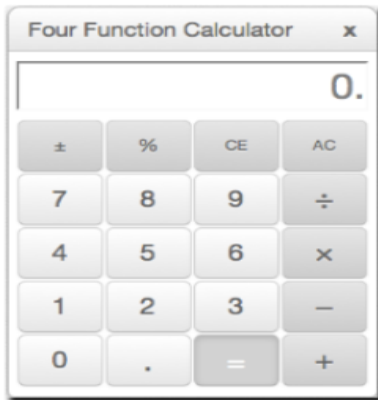 Four Function Calculator x
0.
± % CE AC
7 8 9 ÷
4 5 6 ×
1 2 3 −
0 . = +